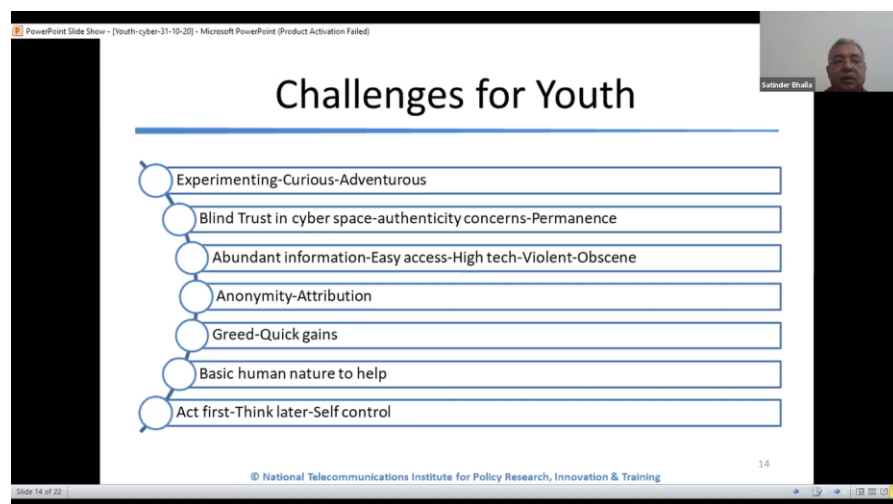 PowerPoint Slide Show - [Youth-cyber-31-10-20] - Microsoft PowerPoint (Product Activation Failed)
Satinder Bhalla
Challenges for Youth
Experimenting-Curious-Adventurous
Blind Trust in cyber space-authenticity concerns-Permanence
Abundant information-Easy access-High tech-Violent-Obscene
Anonymity-Attribution
Greed-Quick gains
Basic human nature to help
Act first-Think later-Self control
14
© National Telecommunications Institute for Policy Research, Innovation & Training
Slide 14 of 22